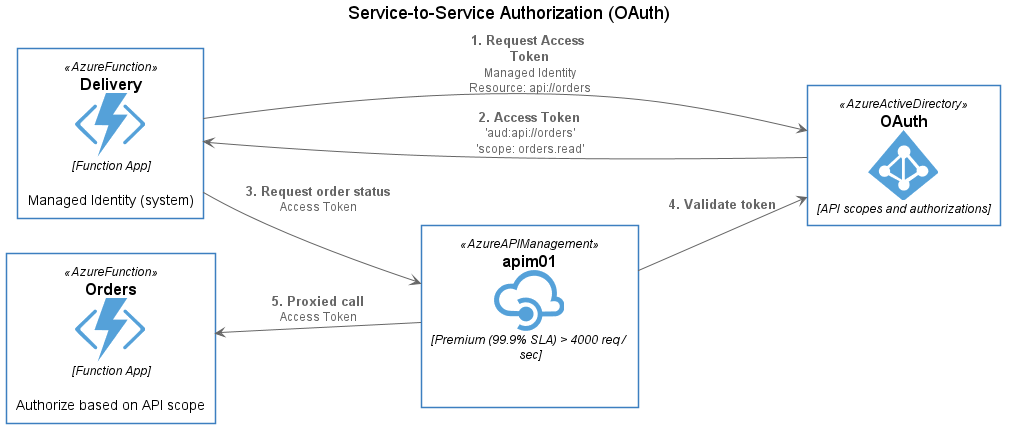 Service-to-Service Authorization (OAuth)
«AzureFunction»
Delivery
[Function App]
Managed Identity (system)
1. Request Access
Token
Managed Identity
Resource: api://orders
2. Access Token
'aud:api://orders'
'scope: orders.read'
«AzureActiveDirectory»
OAuth
[API scopes and authorizations]
3. Request order status
Access Token
4. Validate token
«AzureAPIManagement»
apim01
[Premium (99.9% SLA) > 4000 req/
sec]
5. Proxied call
Access Token
«AzureFunction»
Orders
[Function App]
Authorize based on API scope